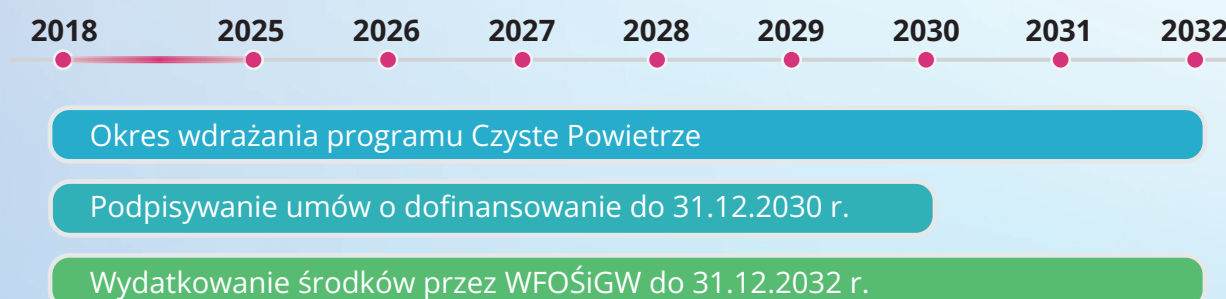 2018 2025 2026 2027 2028 2029 2030 2031 2032
Okres wdrażania programu Czyste Powietrze
Podpisywanie umów o dofinansowanie do 31.12.2030 r.
Wydatkowanie środków przez WFOŚiGW do 31.12.2032 r.